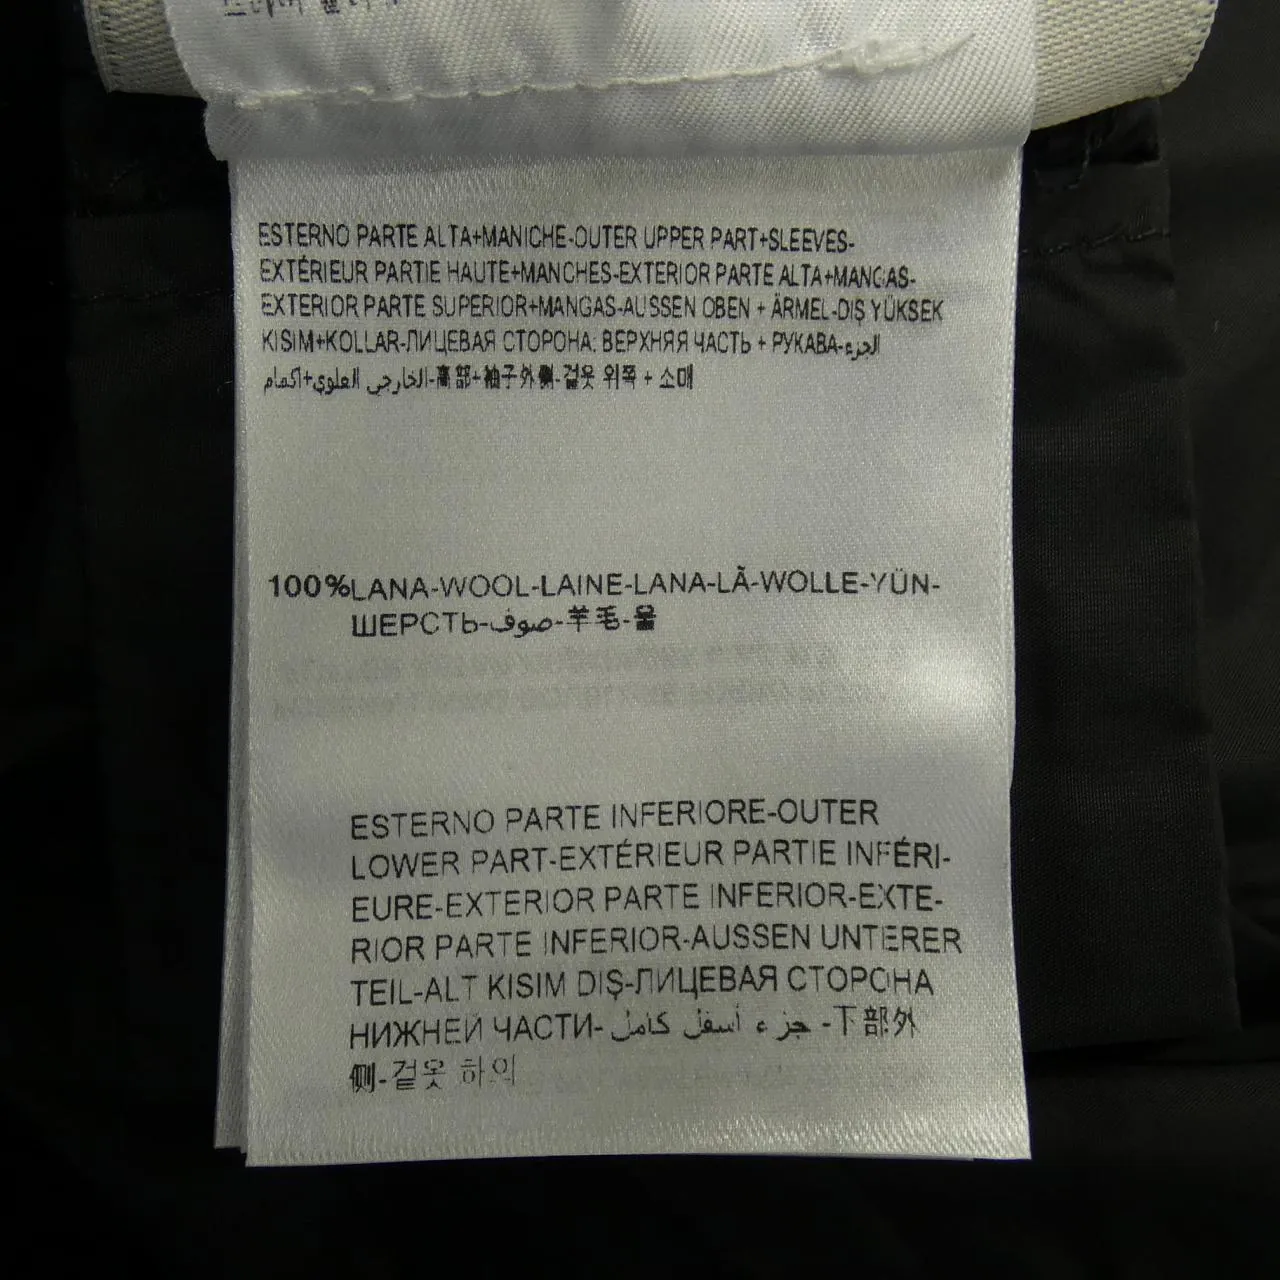 ESTERNO PARTE ALTA+MANICHE-OUTER UPPER PART+SLEEVES-
EXTÉRIEUR PARTIE HAUTE+MANCHES-EXTERIOR PARTE ALTA+MANGAS-
EXTERIOR PARTE SUPERIOR+MANGAS-AUSSEN OBEN + ÄRMEL-DIŞ YÜKSEK
KISIM+KOLLAR-ЛИЦЕВАЯ СТОРОНА: ВЕРХНЯЯ ЧАСТЬ + РУКАВА-الجزء
الخارجي العلوي+اكمام-高部+袖子外側-겉옷 위쪽 + 소매
100%LANA-WOOL-LAINE-LANA-LÃ-WOLLE-YÜN-
ШЕРСТЬ-صوف-羊毛-울
ESTERNO PARTE INFERIORE-OUTER
LOWER PART-EXTÉRIEUR PARTIE INFÉRI-
EURE-EXTERIOR PARTE INFERIOR-EXTE-
RIOR PARTE INFERIOR-AUSSEN UNTERER
TEIL-ALT KISIM DIŞ-ЛИЦЕВАЯ СТОРОНА
НИЖНЕЙ ЧАСТИ-جزء أسفل كامل-下部外
側-겉옷 하의